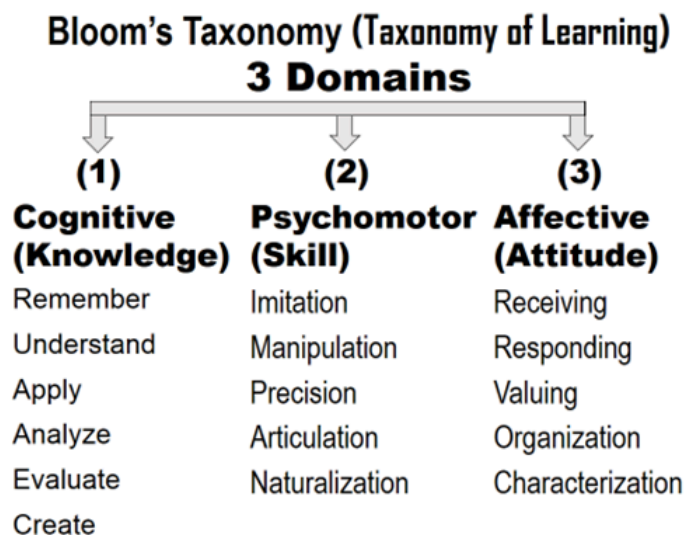 Bloom's Taxonomy (Taxonomy of Learning)
3 Domains
(1)
Cognitive
(Knowledge)
Remember
Understand
Apply
Analyze
Evaluate
Create
(2)
Psychomotor
(Skill)
Imitation
Manipulation
Precision
Articulation
Naturalization
(3)
Affective
(Attitude)
Receiving
Responding
Valuing
Organization
Characterization